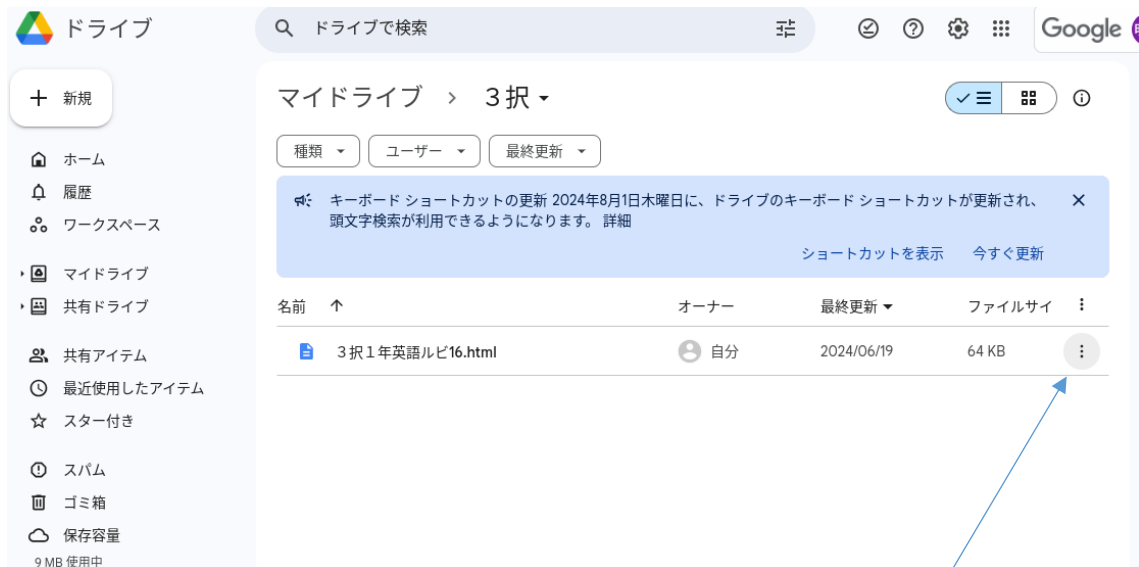 ドライブ
ドライブで検索
Google
新規
マイドライブ › ３択
種類
ユーザー
最終更新
ホーム
履歴
ワークスペース
マイドライブ
共有ドライブ
共有アイテム
最近使用したアイテム
スター付き
スパム
ゴミ箱
保存容量
9 MB 使用中
キーボード ショートカットの更新 2024年8月1日木曜日に、ドライブのキーボード ショートカットが更新され、
頭文字検索が利用できるようになります。 詳細
ショートカットを表示 今すぐ更新
名前 オーナー 最終更新 ファイルサイ
３択１年英語ルビ16.html 自分 2024/06/19 64 KB